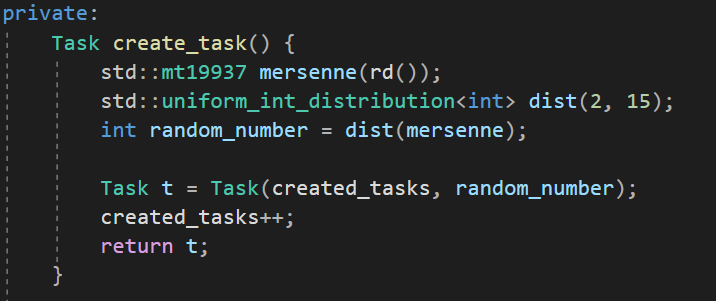 private:
    Task create_task() {
        std::mt19937 mersenne(rd());
        std::uniform_int_distribution<int> dist(2, 15);
        int random_number = dist(mersenne);

        Task t = Task(created_tasks, random_number);
        created_tasks++;
        return t;
    }